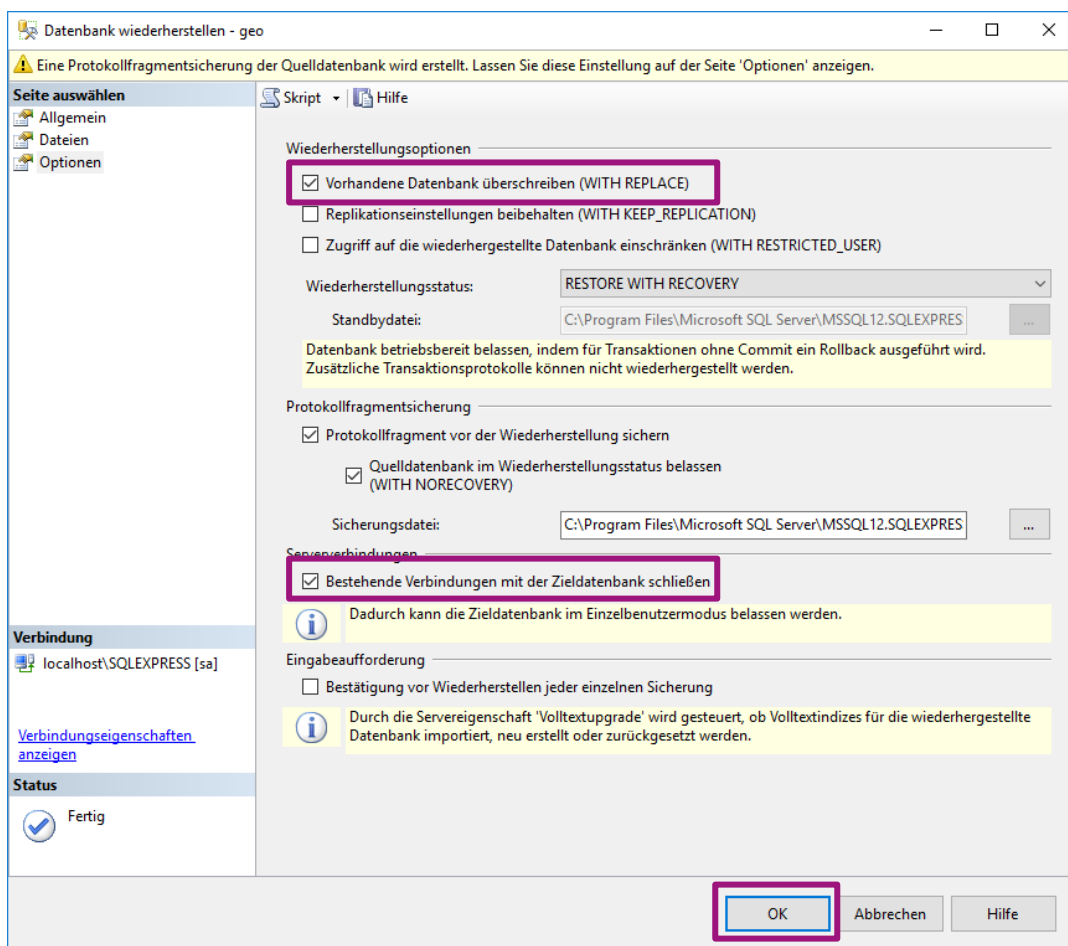 Datenbank wiederherstellen - geo
Eine Protokollfragmentsicherung der Quelldatenbank wird erstellt. Lassen Sie diese Einstellung auf der Seite 'Optionen' anzeigen.
Seite auswählen
Allgemein
Dateien
Optionen
Skript
Hilfe
Wiederherstellungsoptionen
Vorhandene Datenbank überschreiben (WITH REPLACE)
Replikationseinstellungen beibehalten (WITH KEEP_REPLICATION)
Zugriff auf die wiederhergestellte Datenbank einschränken (WITH RESTRICTED_USER)
Wiederherstellungsstatus:
RESTORE WITH RECOVERY
Standbydatei:
C:\Program Files\Microsoft SQL Server\MSSQL12.SQLEXPRES
...
Datenbank betriebsbereit belassen, indem für Transaktionen ohne Commit ein Rollback ausgeführt wird.
Zusätzliche Transaktionsprotokolle können nicht wiederhergestellt werden.
Protokollfragmentsicherung
Protokollfragment vor der Wiederherstellung sichern
Quelldatenbank im Wiederherstellungsstatus belassen
(WITH NORECOVERY)
Sicherungsdatei:
C:\Program Files\Microsoft SQL Server\MSSQL12.SQLEXPRES
...
Serververbindungen
Bestehende Verbindungen mit der Zieldatenbank schließen
Dadurch kann die Zieldatenbank im Einzelbenutzermodus belassen werden.
Eingabeaufforderung
Bestätigung vor Wiederherstellen jeder einzelnen Sicherung
Durch die Servereigenschaft 'Volltextupgrade' wird gesteuert, ob Volltextindizes für die wiederhergestellte
Datenbank importiert, neu erstellt oder zurückgesetzt werden.
Verbindung
localhost\SQLEXPRESS [sa]
Verbindungseigenschaften
anzeigen
Status
Fertig
OK
Abbrechen
Hilfe